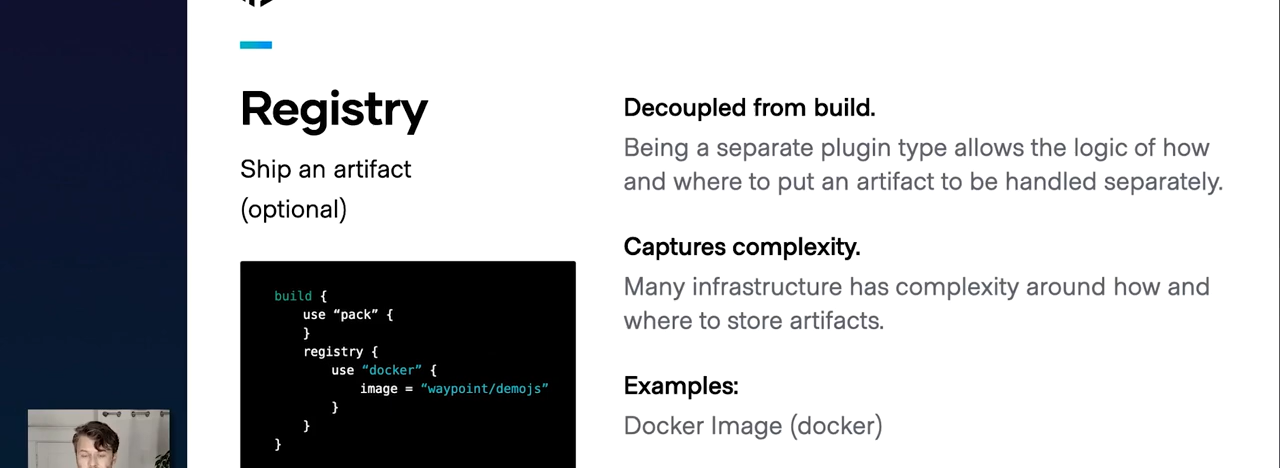 Registry
Ship an artifact
(optional)
build {
use “pack” {
}
registry {
use “docker” {
image = “waypoint/demojs”
}
}
}
Decoupled from build.
Being a separate plugin type allows the logic of how
and where to put an artifact to be handled separately.
Captures complexity.
Many infrastructure has complexity around how and
where to store artifacts.
Examples:
Docker Image (docker)